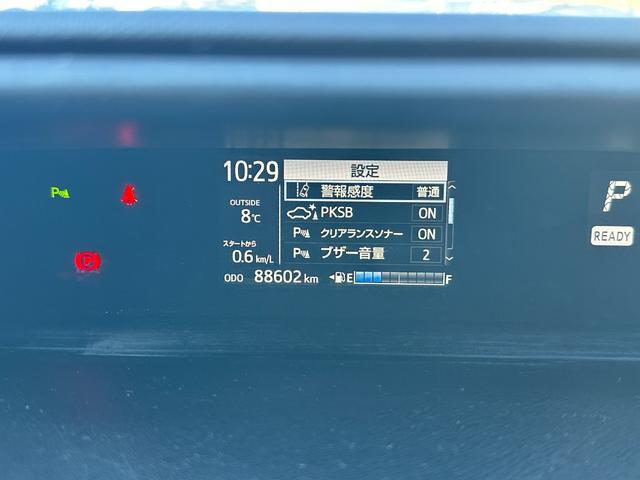 10:29
設定
警報感度 普通
OUTSIDE
8℃
PKSB ON
クリアランスソナー ON
スタートから
0.6 km/L
ブザー音量 2
ODO 88602 km
E F
P
P
P
READY